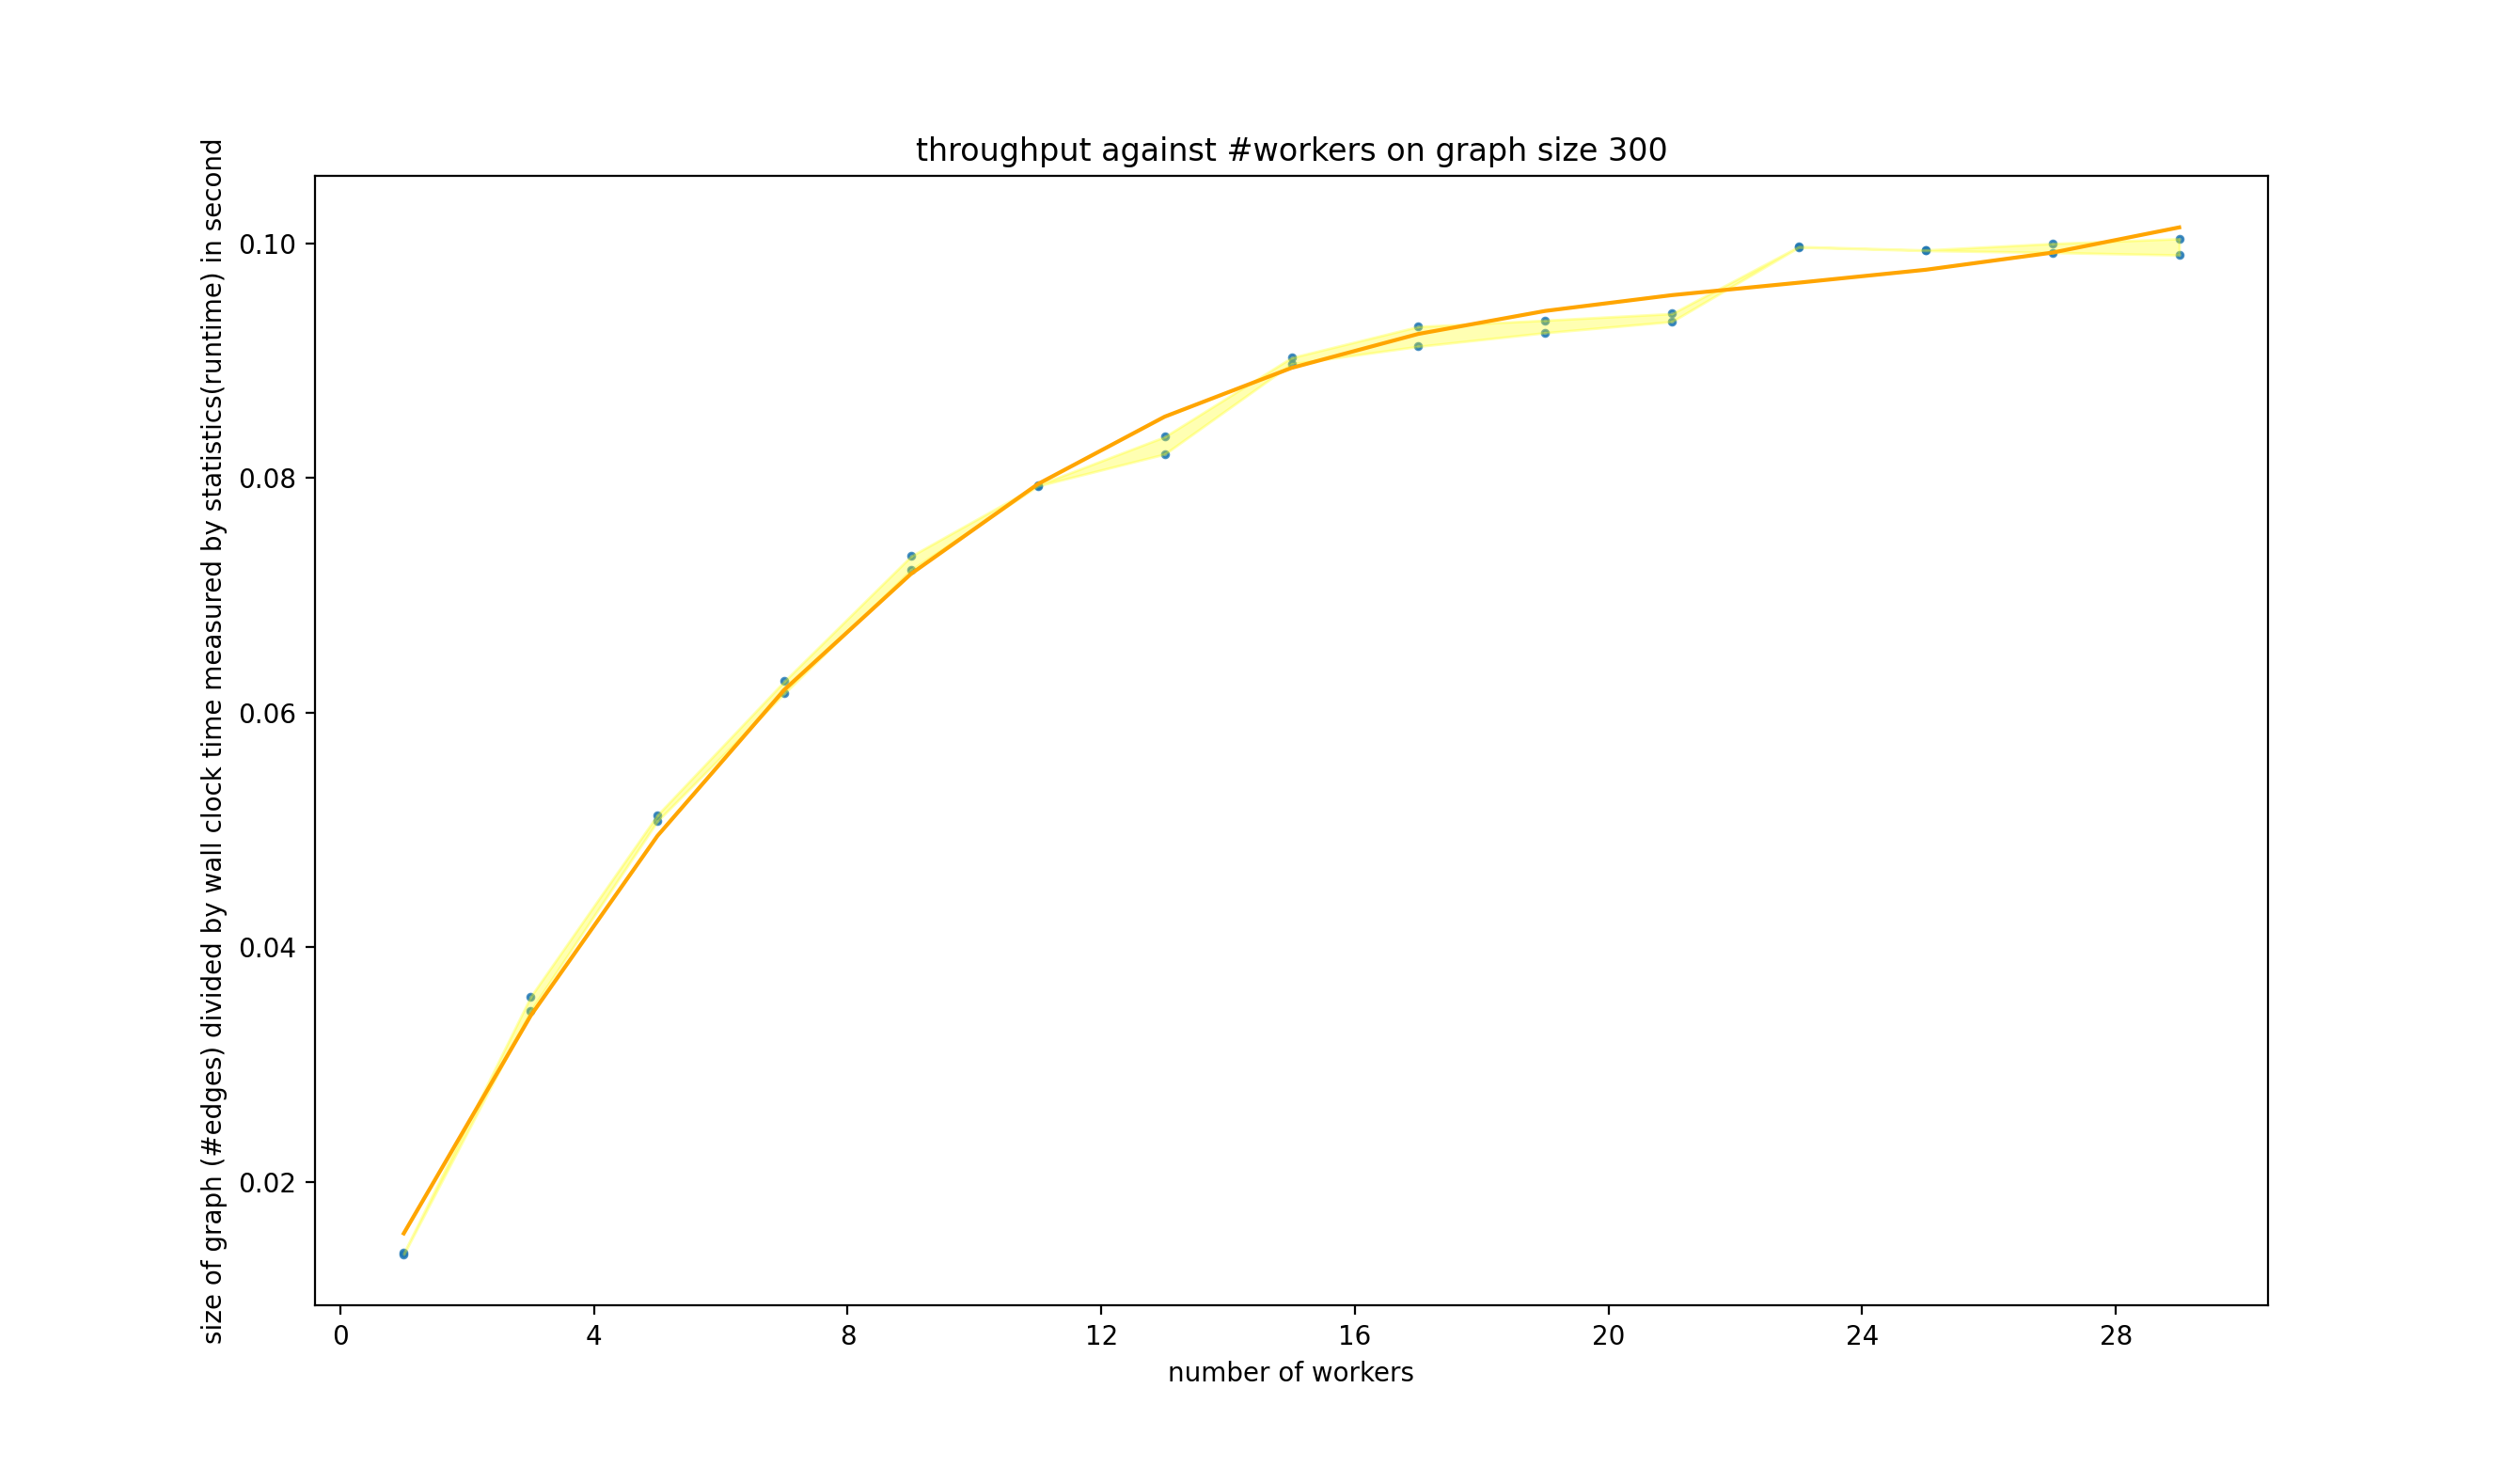 throughput against #workers on graph size 300
size of graph (#edges) divided by wall clock time measured by statistics(runtime) in second
0.10
0.08
0.06
0.04
0.02
0 4 8 12 16 20 24 28
number of workers